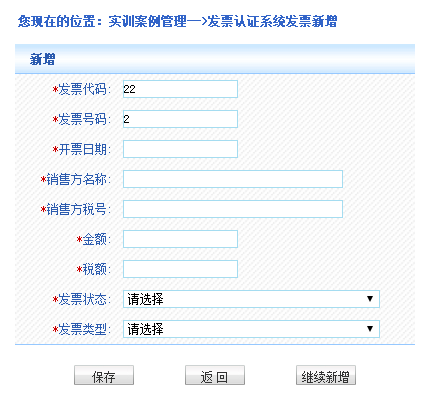 您现在的位置：实训案例管理—>发票认证系统发票新增
新增
*发票代码： 22
*发票号码： 2
*开票日期：
*销售方名称：
*销售方税号：
*金额：
*税额：
*发票状态： 请选择
*发票类型： 请选择
保存 返 回 继续新增